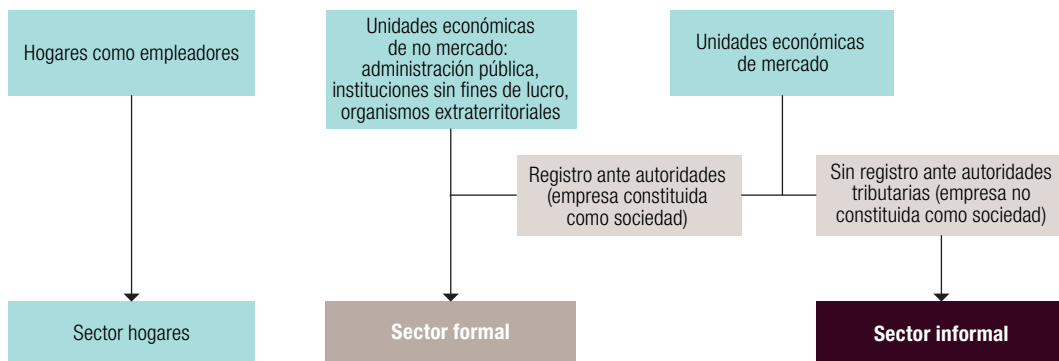 Hogares como empleadores
Unidades económicas
de no mercado:
administración pública,
instituciones sin fines de lucro,
organismos extraterritoriales
Unidades económicas
de mercado
Registro ante autoridades
(empresa constituida
como sociedad)
Sin registro ante autoridades
tributarias (empresa no
constituida como sociedad)
Sector hogares
Sector formal
Sector informal